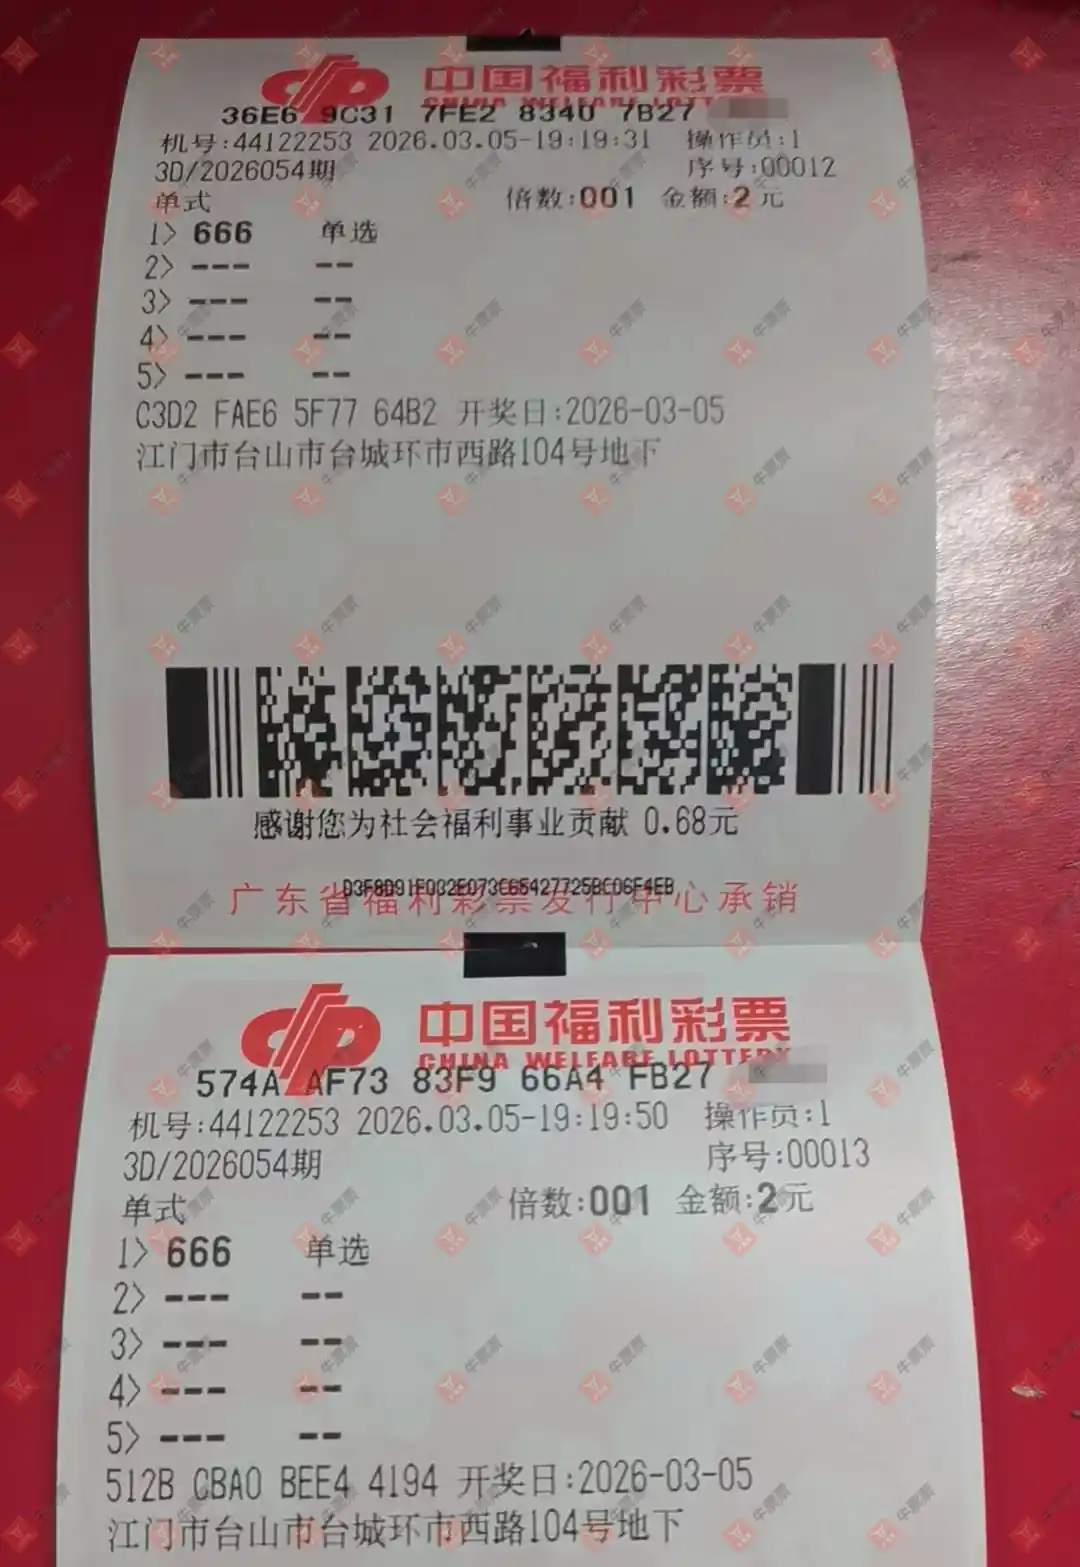 中国福利彩票
CHINA WELFARE LOTT
36E6 9C31 7FE2 8340 7B27
机号:44122253 2026.03.05-19:19:31 操作员:1
3D/2026054期 序号:00012
单式 倍数:001 金额:2元
1> 666 单选
2> --- --
3> --- --
4> --- --
5> --- --
C3D2 FAE6 5F77 64B2 开奖日:2026-03-05
江门市台山市台城环市西路104号地下
感谢您为社会福利事业贡献 0.68元
广东省福利彩票发行中心承销
中国福利彩票
CHINA WELFARE LOTTERY
574A AF73 83F9 66A4 FB27
机号:44122253 2026.03.05-19:19:50 操作员:1
3D/2026054期 序号:00013
单式 倍数:001 金额:2元
1> 666 单选
2> --- --
3> --- --
4> --- --
5> --- --
512B CBA0 BEE4 4194 开奖日:2026-03-05
江门市台山市台城环市西路104号地下
牛票票